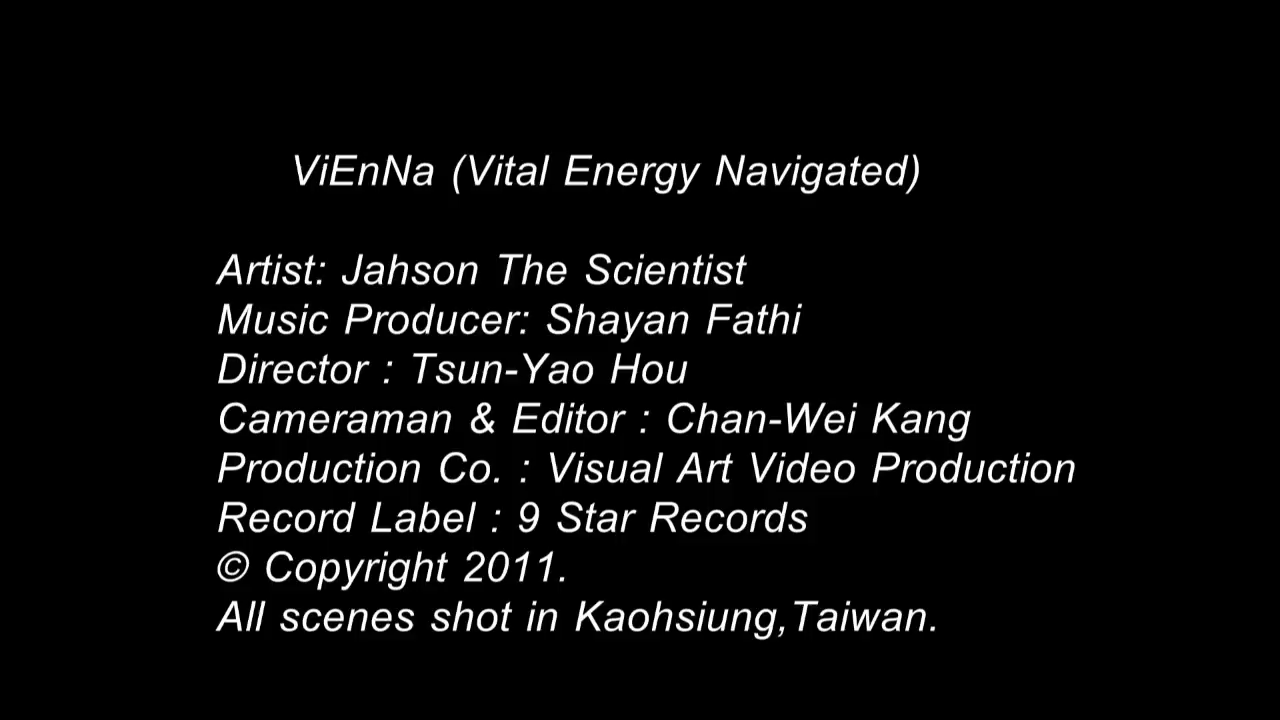 ViEnNa (Vital Energy Navigated)
Artist: Jahson The Scientist
Music Producer: Shayan Fathi
Director : Tsun-Yao Hou
Cameraman & Editor : Chan-Wei Kang
Production Co. : Visual Art Video Production
Record Label : 9 Star Records
© Copyright 2011.
All scenes shot in Kaohsiung,Taiwan.